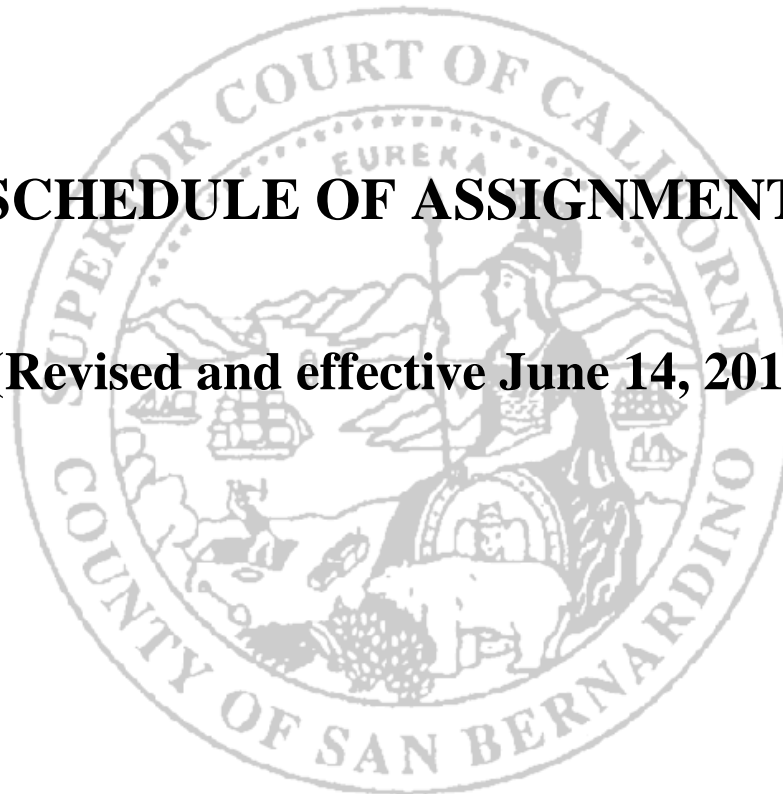 SUPERIOR COURT OF CALIFORNIA
EUREKA
SCHEDULE OF ASSIGNMENT
(Revised and effective June 14, 201
COUNTY OF SAN BERNARDINO